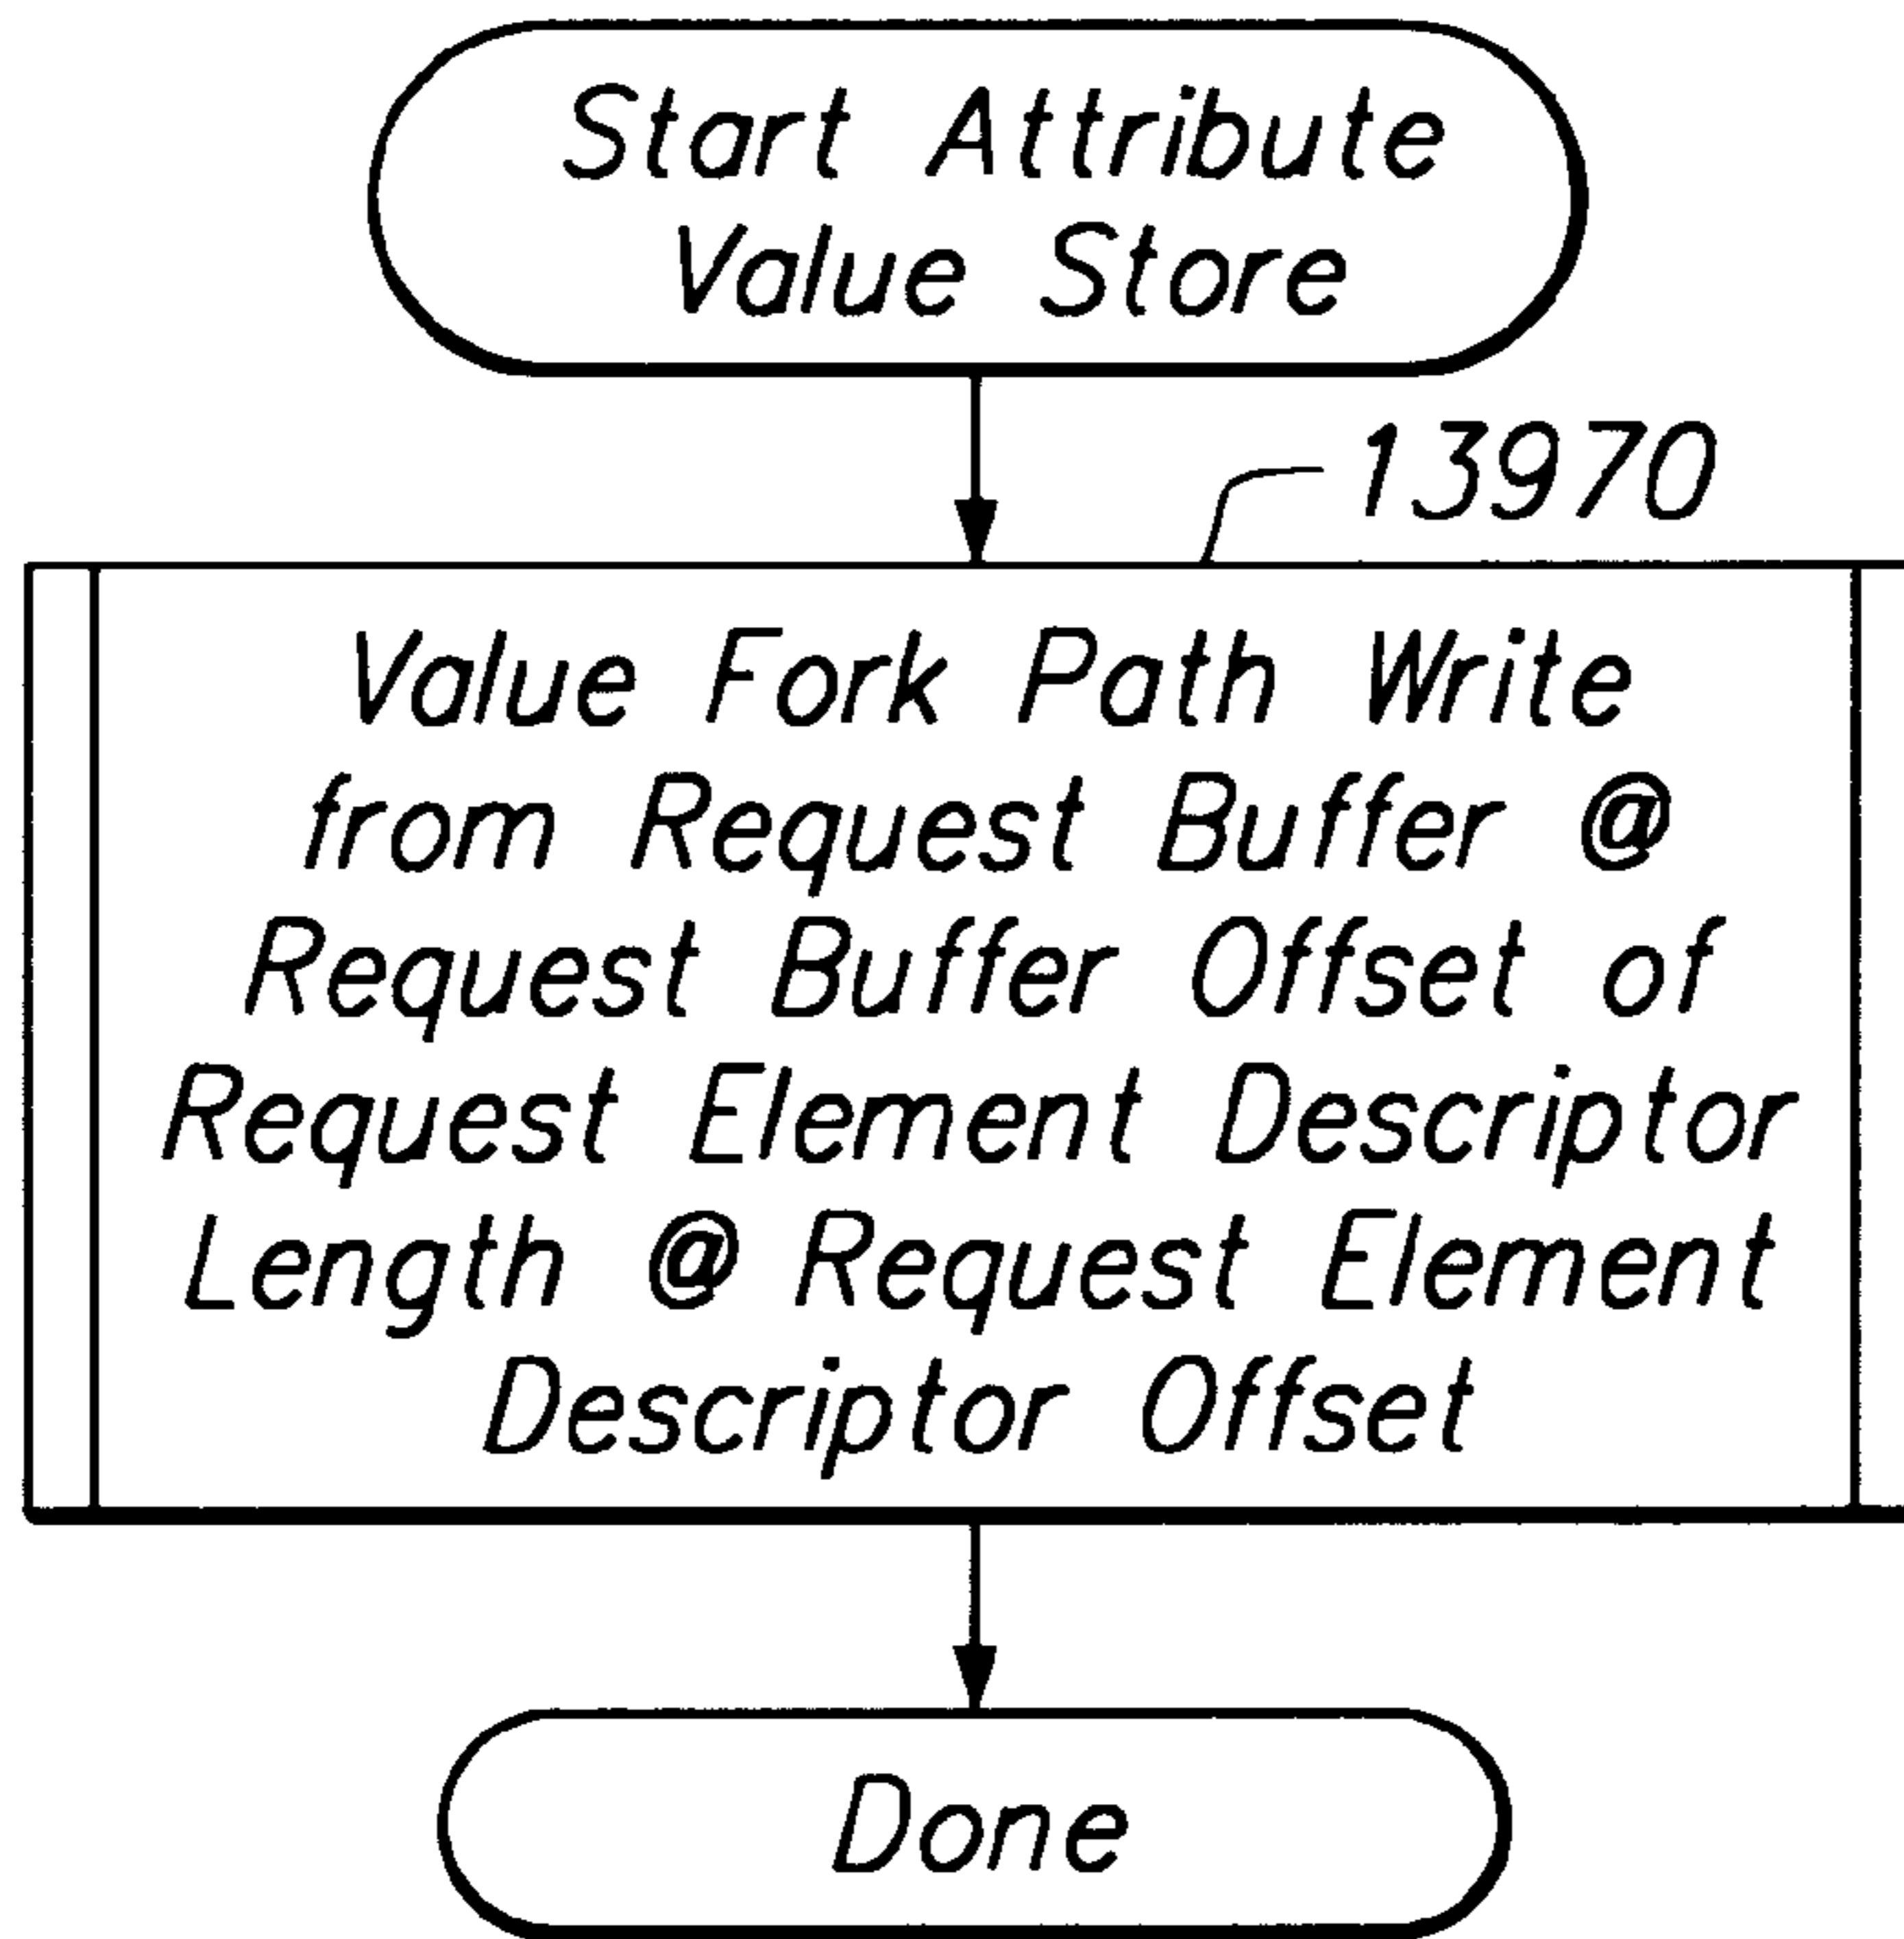 Start Attribute
Value Store
13970
Value Fork Path Write
from Request Buffer @
Request Buffer Offset of
Request Element Descriptor
Length @ Request Element
Descriptor Offset
Done